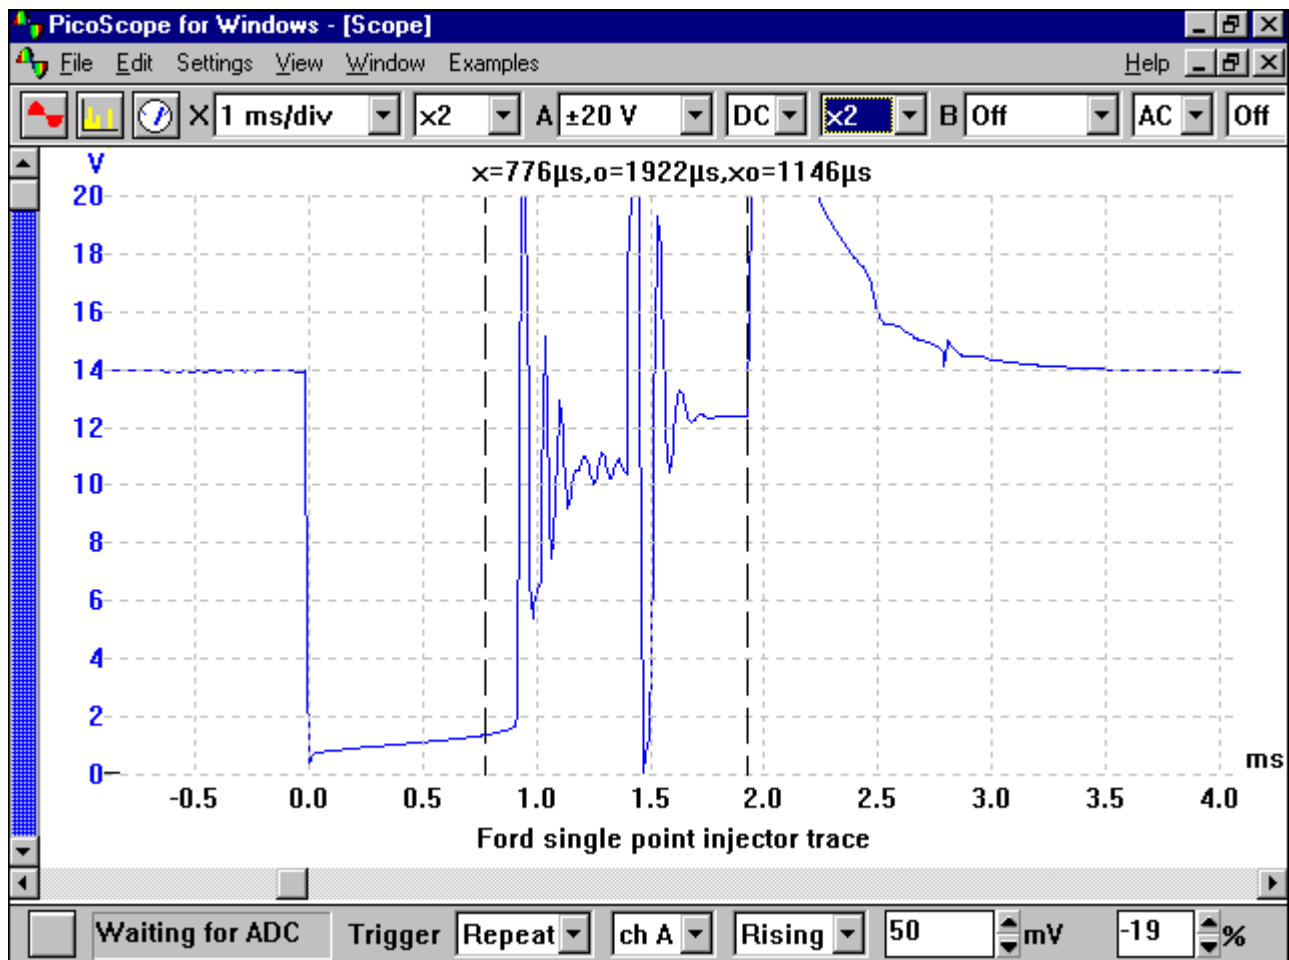 PicoScope for Windows - [Scope]
File Edit Settings View Window Examples Help
X 1 ms/div x2 A ±20 V DC x2 B Off AC Off
V
x=776µs,o=1922µs,xo=1146µs
20
18
16
14
12
10
8
6
4
2
0
ms
-0.5 0.0 0.5 1.0 1.5 2.0 2.5 3.0 3.5 4.0
Ford single point injector trace
Waiting for ADC Trigger Repeat ch A Rising 50 mV -19 %